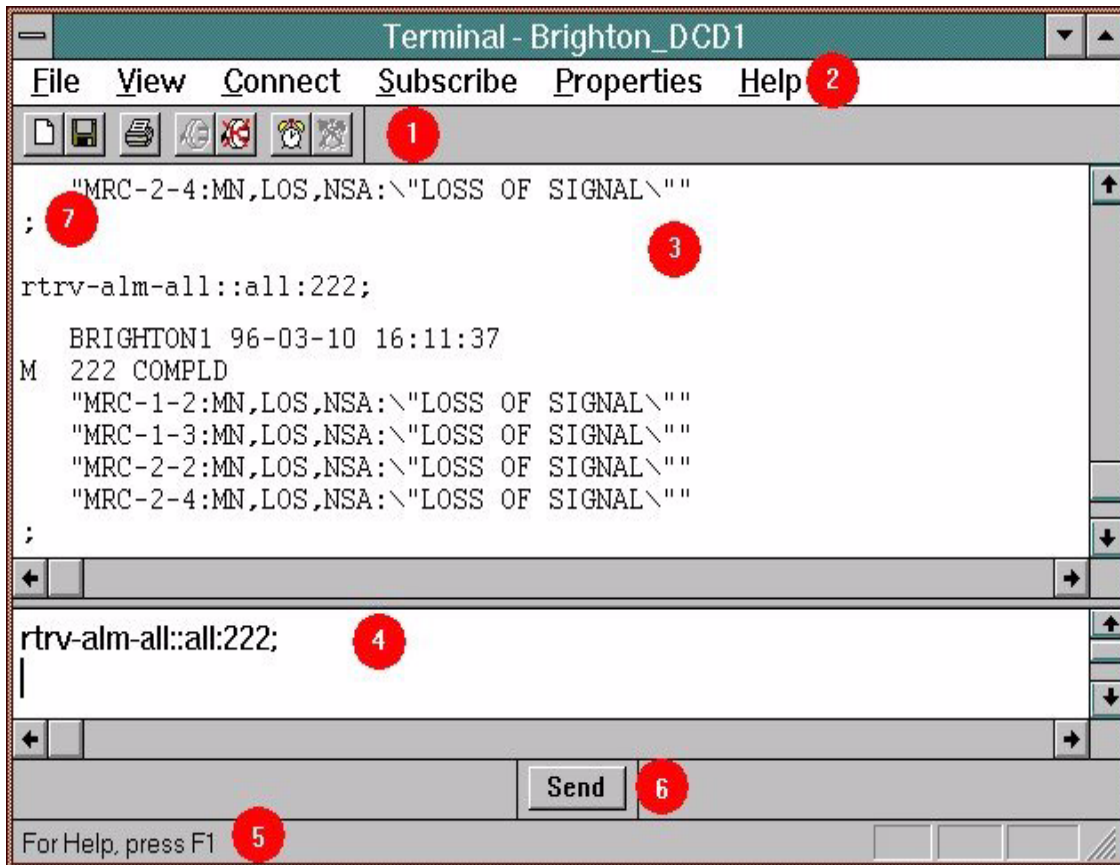 Terminal - Brighton_DCD1
File View Connect Subscribe Properties Help 2
1
"MRC-2-4:MN,LOS,NSA:\"LOSS OF SIGNAL\""
; 7
3
rtrv-alm-all::all:222;
BRIGHTON1 96-03-10 16:11:37
M 222 COMPLD
"MRC-1-2:MN,LOS,NSA:\"LOSS OF SIGNAL\""
"MRC-1-3:MN,LOS,NSA:\"LOSS OF SIGNAL\""
"MRC-2-2:MN,LOS,NSA:\"LOSS OF SIGNAL\""
"MRC-2-4:MN,LOS,NSA:\"LOSS OF SIGNAL\""
;
rtrv-alm-all::all:222; 4
Send 6
For Help, press F1 5